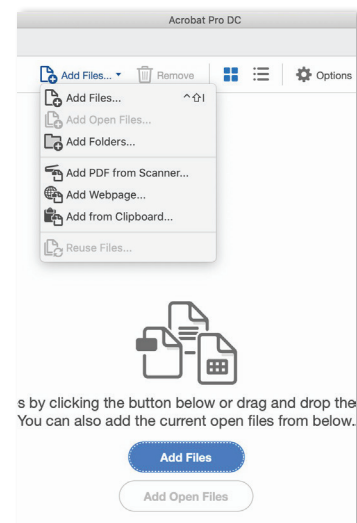 Acrobat Pro DC
Add Files... Remove Options
Add Files... ^⇧I
Add Open Files...
Add Folders...
Add PDF from Scanner...
Add Webpage...
Add from Clipboard...
Reuse Files...
s by clicking the button below or drag and drop the
You can also add the current open files from below.
Add Files
Add Open Files